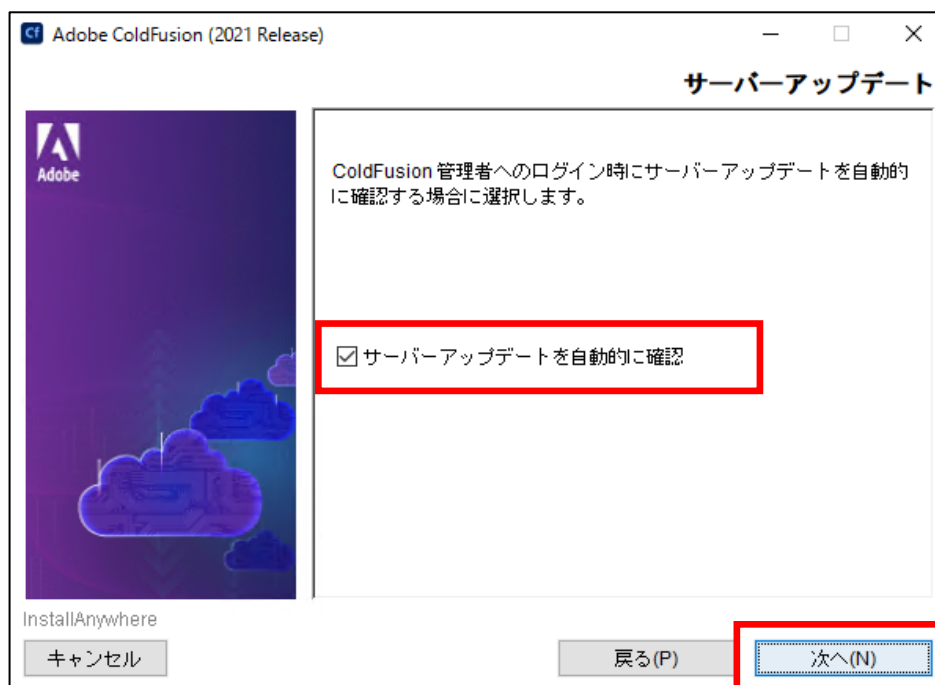 Cf Adobe ColdFusion (2021 Release)
サーバーアップデート
Adobe
ColdFusion 管理者へのログイン時にサーバーアップデートを自動的
に確認する場合に選択します。
サーバーアップデートを自動的に確認
InstallAnywhere
キャンセル
戻る(P)
次へ(N)